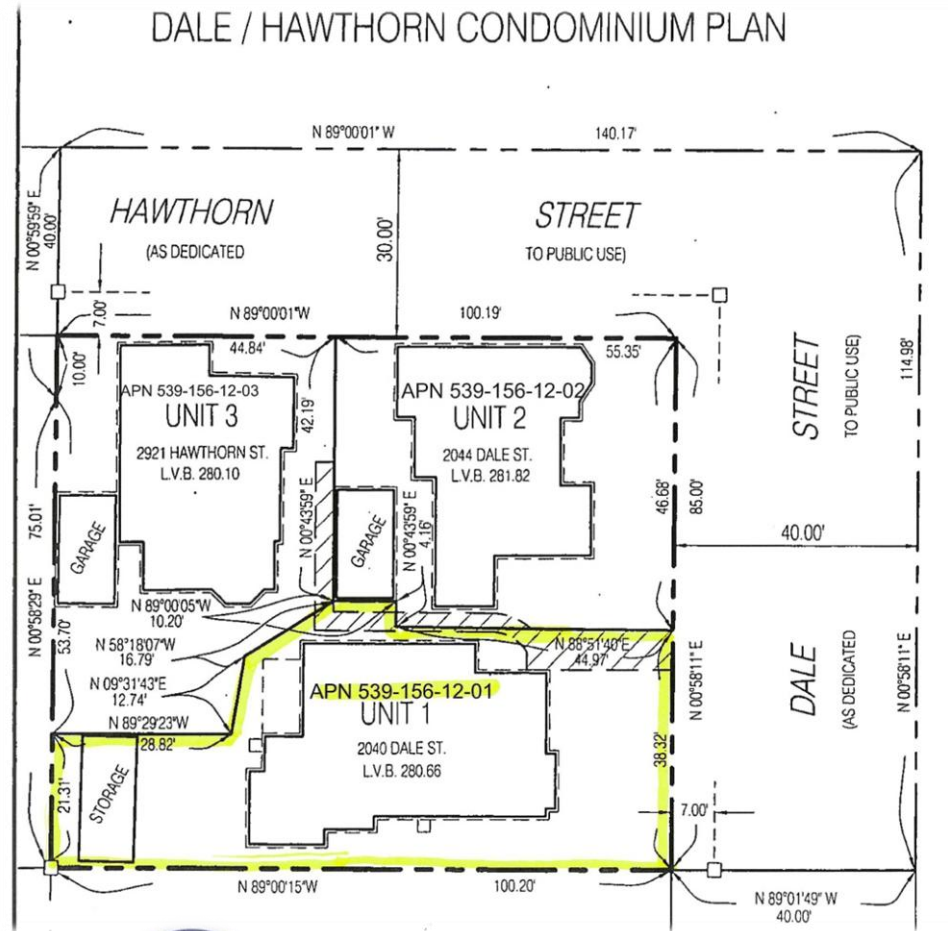 DALE / HAWTHORN CONDOMINIUM PLAN
N 89°00'01" W
140.17'
N 00°59'59" E
40.00'
HAWTHORN
(AS DEDICATED
STREET
TO PUBLIC USE)
30.00'
7.00'
N 89°00'01"W
100.19'
44.84'
55.35'
10.00'
APN 539-156-12-03
UNIT 3
2921 HAWTHORN ST.
L.V.B. 280.10
42.19'
APN 539-156-12-02
UNIT 2
2044 DALE ST.
L.V.B. 281.82
STREET
TO PUBLIC USE)
114.98'
75.01'
N 00°58'29" E
53.70'
GARAGE
N 00°43'59" E
GARAGE
N 00°43'59" E
4.16'
46.68'
85.00'
40.00'
N 89°00'05"W
10.20'
N 58°18'07"W
16.79'
N 09°31'43"E
12.74'
N 89°29'23"W
28.82'
N 88°51'40"E
44.97'
APN 539-156-12-01
UNIT 1
2040 DALE ST.
L.V.B. 280.66
21.31'
STORAGE
38.32'
N 00°58'11" E
DALE
(AS DEDICATED
N 00°58'11" E
7.00'
N 89°00'15"W
100.20'
N 89°01'49" W
40.00'